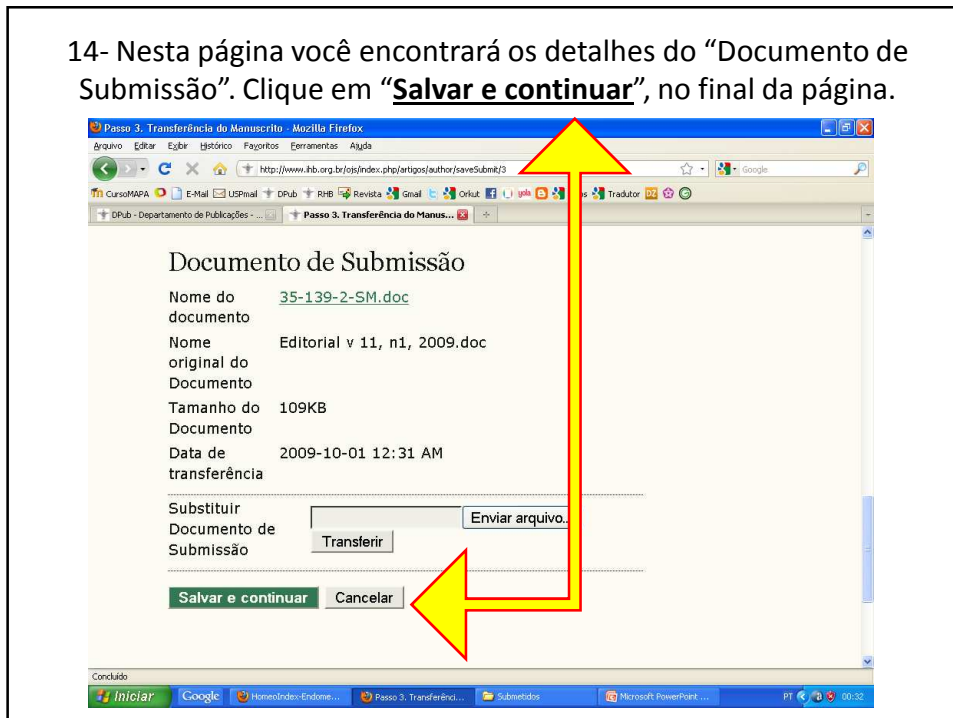 14- Nesta página você encontrará os detalhes do “Documento de
Submissão”. Clique em “Salvar e continuar”, no final da página.
Passo 3. Transferência do Manuscrito - Mozilla Firefox
Arquivo Editar Exibir Histórico Favoritos Ferramentas Ajuda
http://www.ihb.org.br/ojs/index.php/artigos/author/saveSubmit/3
Google
CursoMAPA E-Mail USPmail DPub RHB Revista Gmail Orkut yola Tradutor
DPub - Departamento de Publicações - ... Passo 3. Transferência do Manus...
Documento de Submissão
Nome do documento
35-139-2-SM.doc
Nome original do Documento
Editorial v 11, n1, 2009.doc
Tamanho do Documento
109KB
Data de transferência
2009-10-01 12:31 AM
Substituir Documento de Submissão
Enviar arquivo..
Transferir
Salvar e continuar Cancelar
Concluído
Iniciar Google HomeoIndex-Endome... Passo 3. Transferênci... Submetidos Microsoft PowerPoint ... PT 00:32